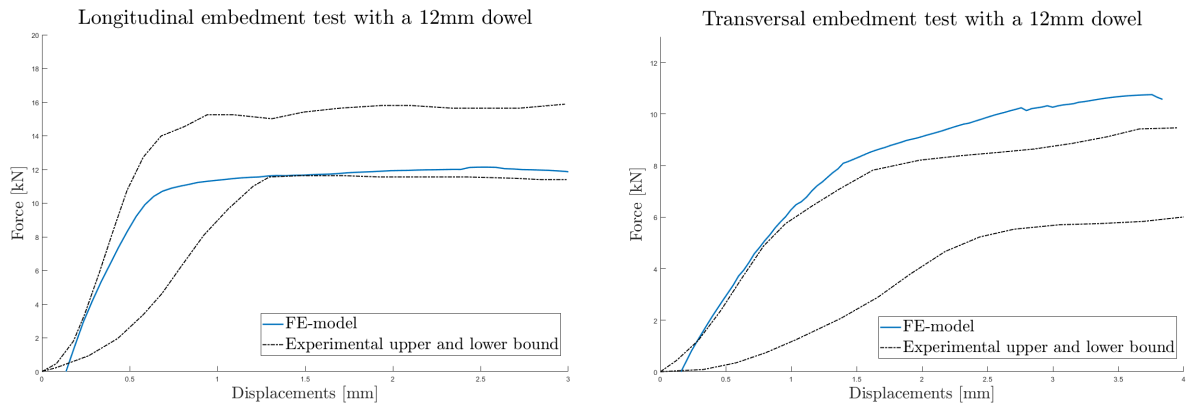 Longitudinal embedment test with a 12mm dowel
20
18
16
14
12
10
8
6
4
2
0
Force [kN]
0 0.5 1 1.5 2 2.5 3
Displacements [mm]
FE-model
Experimental upper and lower bound
Transversal embedment test with a 12mm dowel
12
10
8
6
4
2
0
Force [kN]
0 0.5 1 1.5 2 2.5 3 3.5 4
Displacements [mm]
FE-model
Experimental upper and lower bound